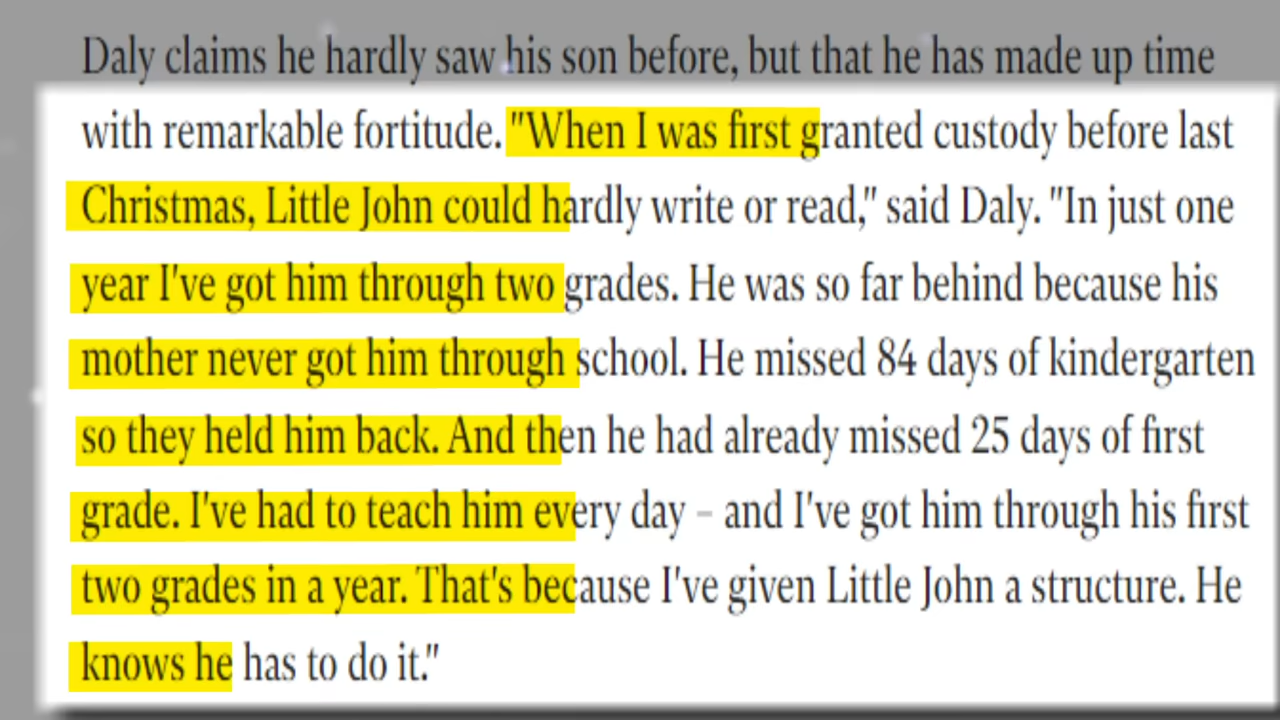 Daly claims he hardly saw his son before, but that he has made up time
with remarkable fortitude. "When I was first granted custody before last
Christmas, Little John could hardly write or read," said Daly. "In just one
year I've got him through two grades. He was so far behind because his
mother never got him through school. He missed 84 days of kindergarten
so they held him back. And then he had already missed 25 days of first
grade. I've had to teach him every day – and I've got him through his first
two grades in a year. That's because I've given Little John a structure. He
knows he has to do it."